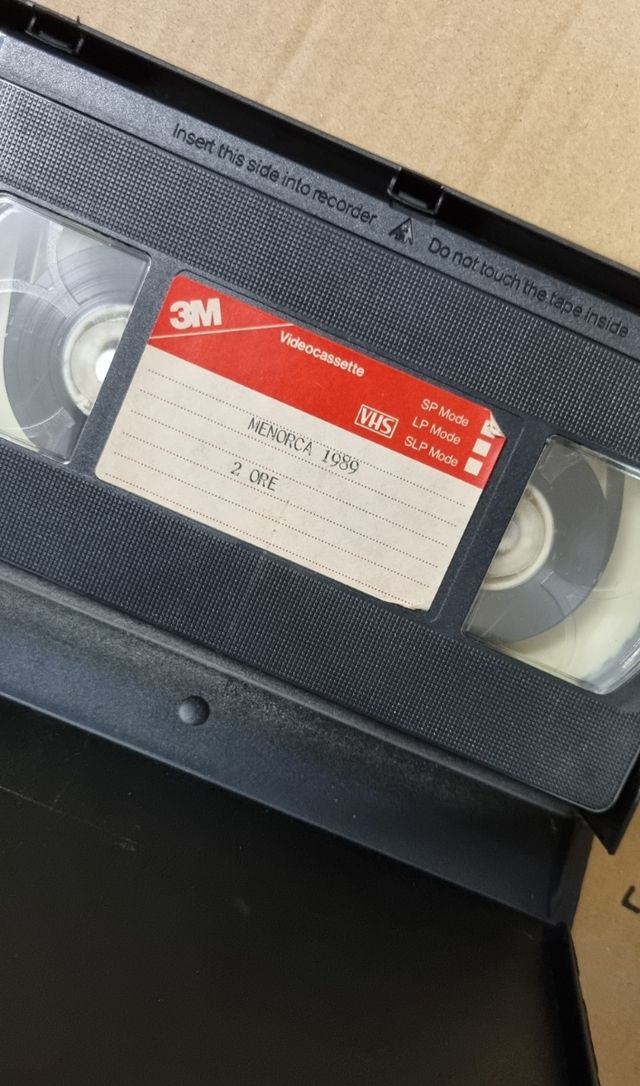 Insert this side into recorder Do not touch the tape inside
3M
Videocassette
VHS
SP Mode
LP Mode
SLP Mode
MENORCA 1989
2 ORE